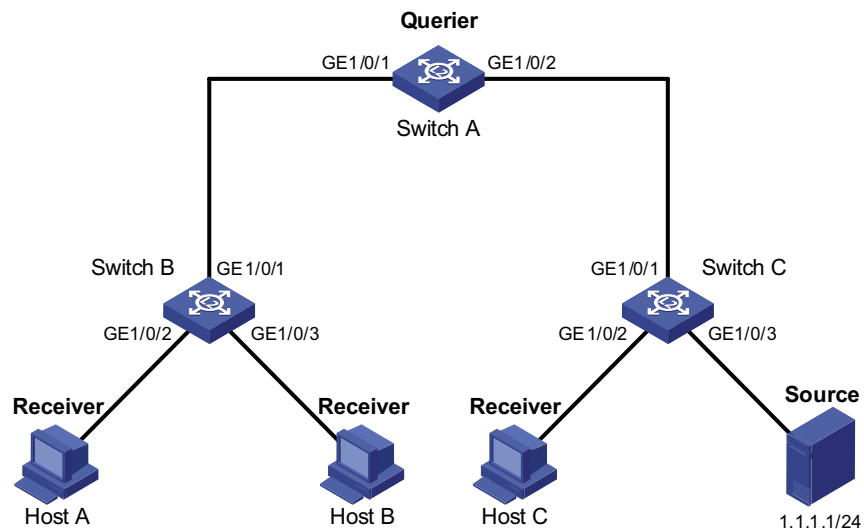 Querier
GE1/0/1
GE1/0/2
Switch A
Switch B
GE1/0/1
GE1/0/1
Switch C
GE1/0/2
GE1/0/3
GE1/0/2
GE1/0/3
Receiver
Receiver
Receiver
Source
Host A
Host B
Host C
1.1.1.1/24